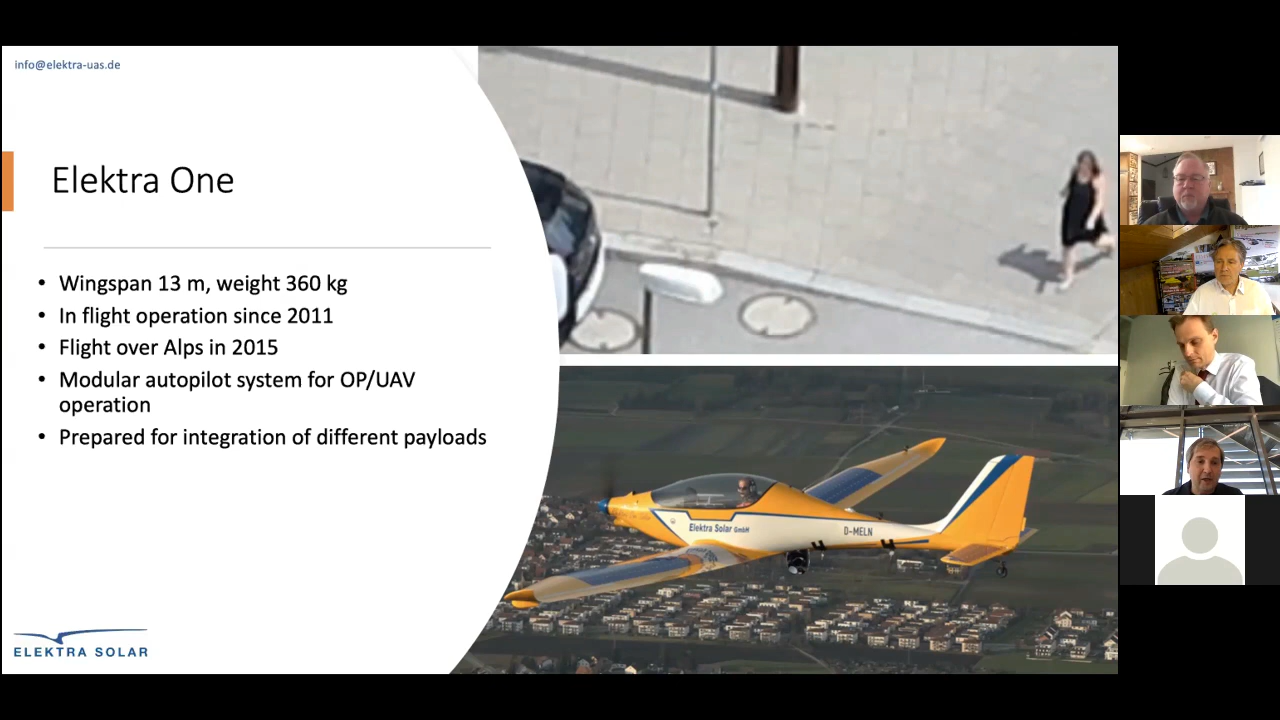 info@elektra-uas.de
Elektra One
• Wingspan 13 m, weight 360 kg
• In flight operation since 2011
• Flight over Alps in 2015
• Modular autopilot system for OP/UAV
operation
• Prepared for integration of different payloads
Elektra Solar GmbH
D-MELN
ELEKTRA SOLAR